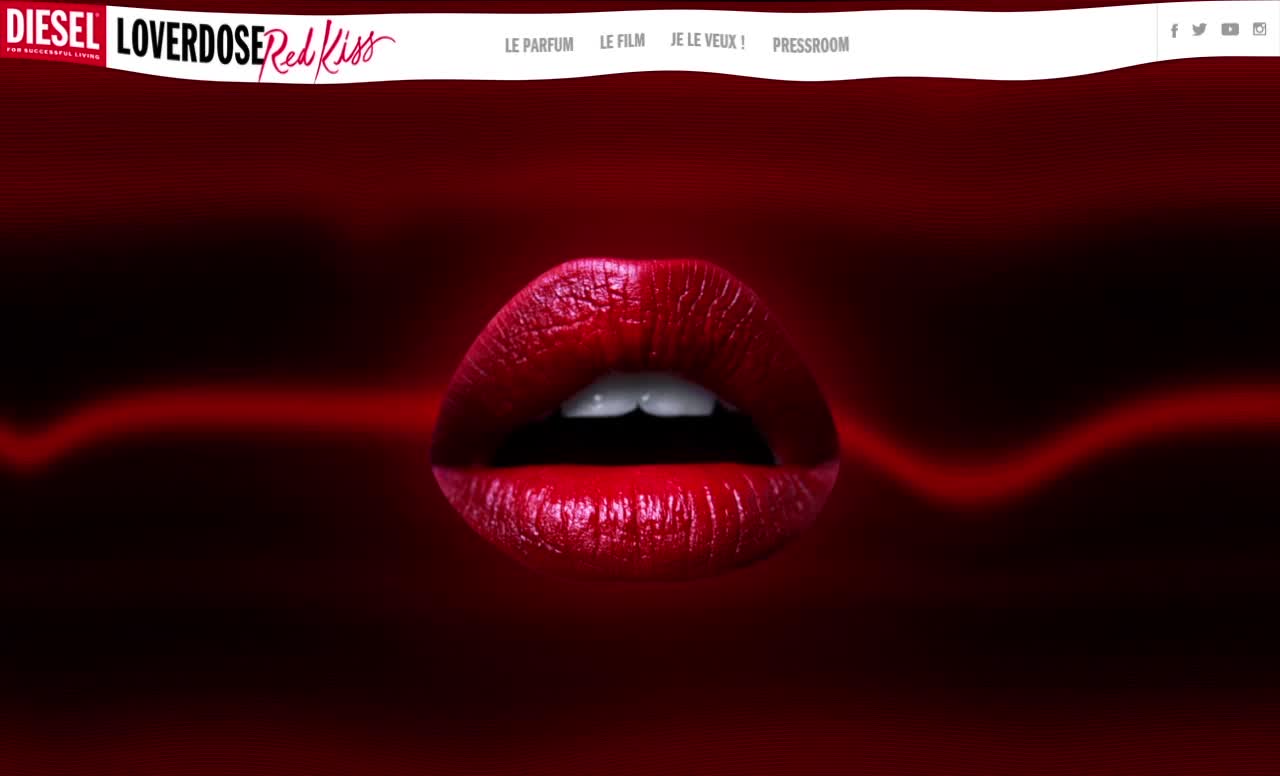 DIESEL
FOR SUCCESSFUL LIVING
LOVERDOSE Red Kiss
LE PARFUM
LE FILM
JE LE VEUX !
PRESSROOM